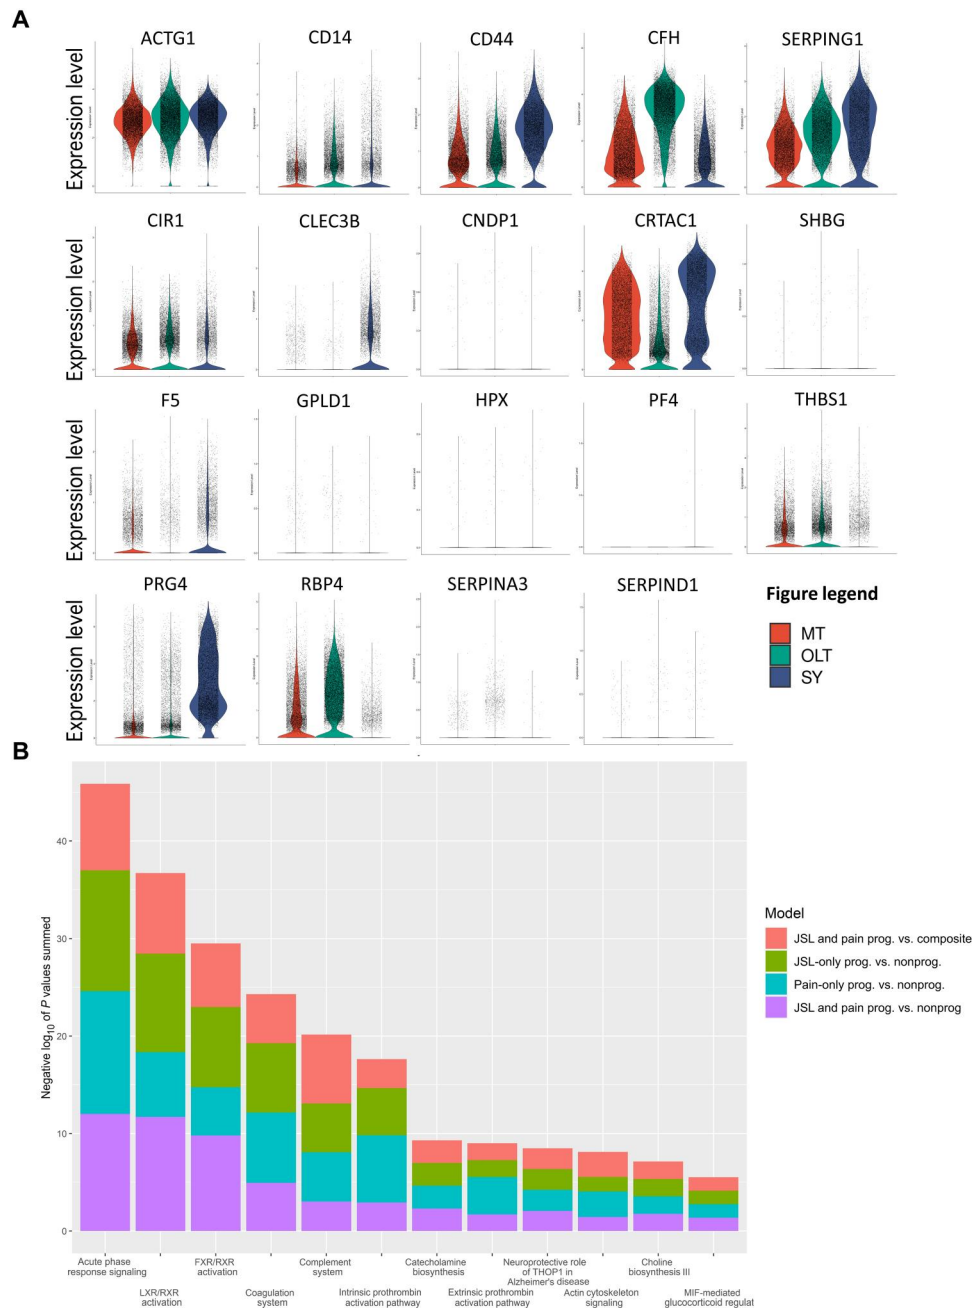 A
ACTG1 CD14 CD44 CFH SERPING1
Expression level
CIR1 CLEC3B CNDP1 CRTAC1 SHBG
Expression level
F5 GPLD1 HPX PF4 THBS1
Expression level
PRG4 RBP4 SERPINA3 SERPIND1
Expression level
Figure legend
MT
OLT
SY
B
Negative log10 of P values summed
40
30
20
10
0
Model
JSL and pain prog. vs. composite
JSL-only prog. vs. nonprog.
Pain-only prog. vs. nonprog.
JSL and pain prog. vs. nonprog
Acute phase
response signaling
LXR/RXR
activation
FXR/RXR
activation
Coagulation
system
Complement
system
Intrinsic prothrombin
activation pathway
Catecholamine
biosynthesis
Extrinsic prothrombin
activation pathway
Neuroprotective role
of THOP1 in
Alzheimer's disease
Actin cytoskeleton
signaling
Choline
biosynthesis III
MIF-mediated
glucocorticoid regulat